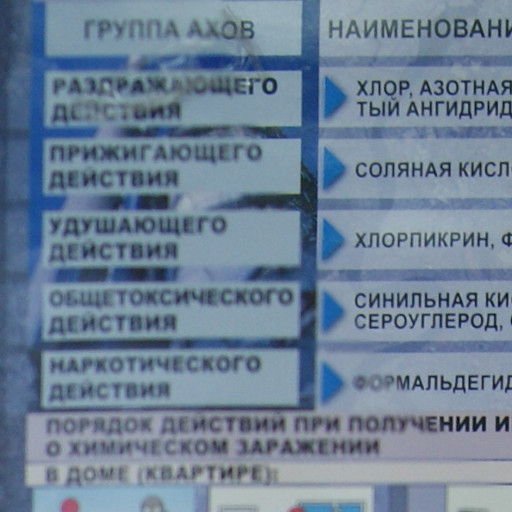 ГРУППА АХОВ
НАИМЕНОВАНИ
РАЗДРАЖАЮЩЕГО
ДЕЙСТВИЯ
ХЛОР, АЗОТНАЯ
ТЫЙ АНГИДРИД
ПРИЖИГАЮЩЕГО
ДЕЙСТВИЯ
СОЛЯНАЯ КИСЛ
УДУШАЮЩЕГО
ДЕЙСТВИЯ
ХЛОРПИКРИН, Ф
ОБЩЕТОКСИЧЕСКОГО
ДЕЙСТВИЯ
СИНИЛЬНАЯ КИ
СЕРОУГЛЕРОД,
НАРКОТИЧЕСКОГО
ДЕЙСТВИЯ
ФОРМАЛЬДЕГИД
ПОРЯДОК ДЕЙСТВИЙ ПРИ ПОЛУЧЕНИИ И
О ХИМИЧЕСКОМ ЗАРАЖЕНИИ
В ДОМЕ (КВАРТИРЕ):